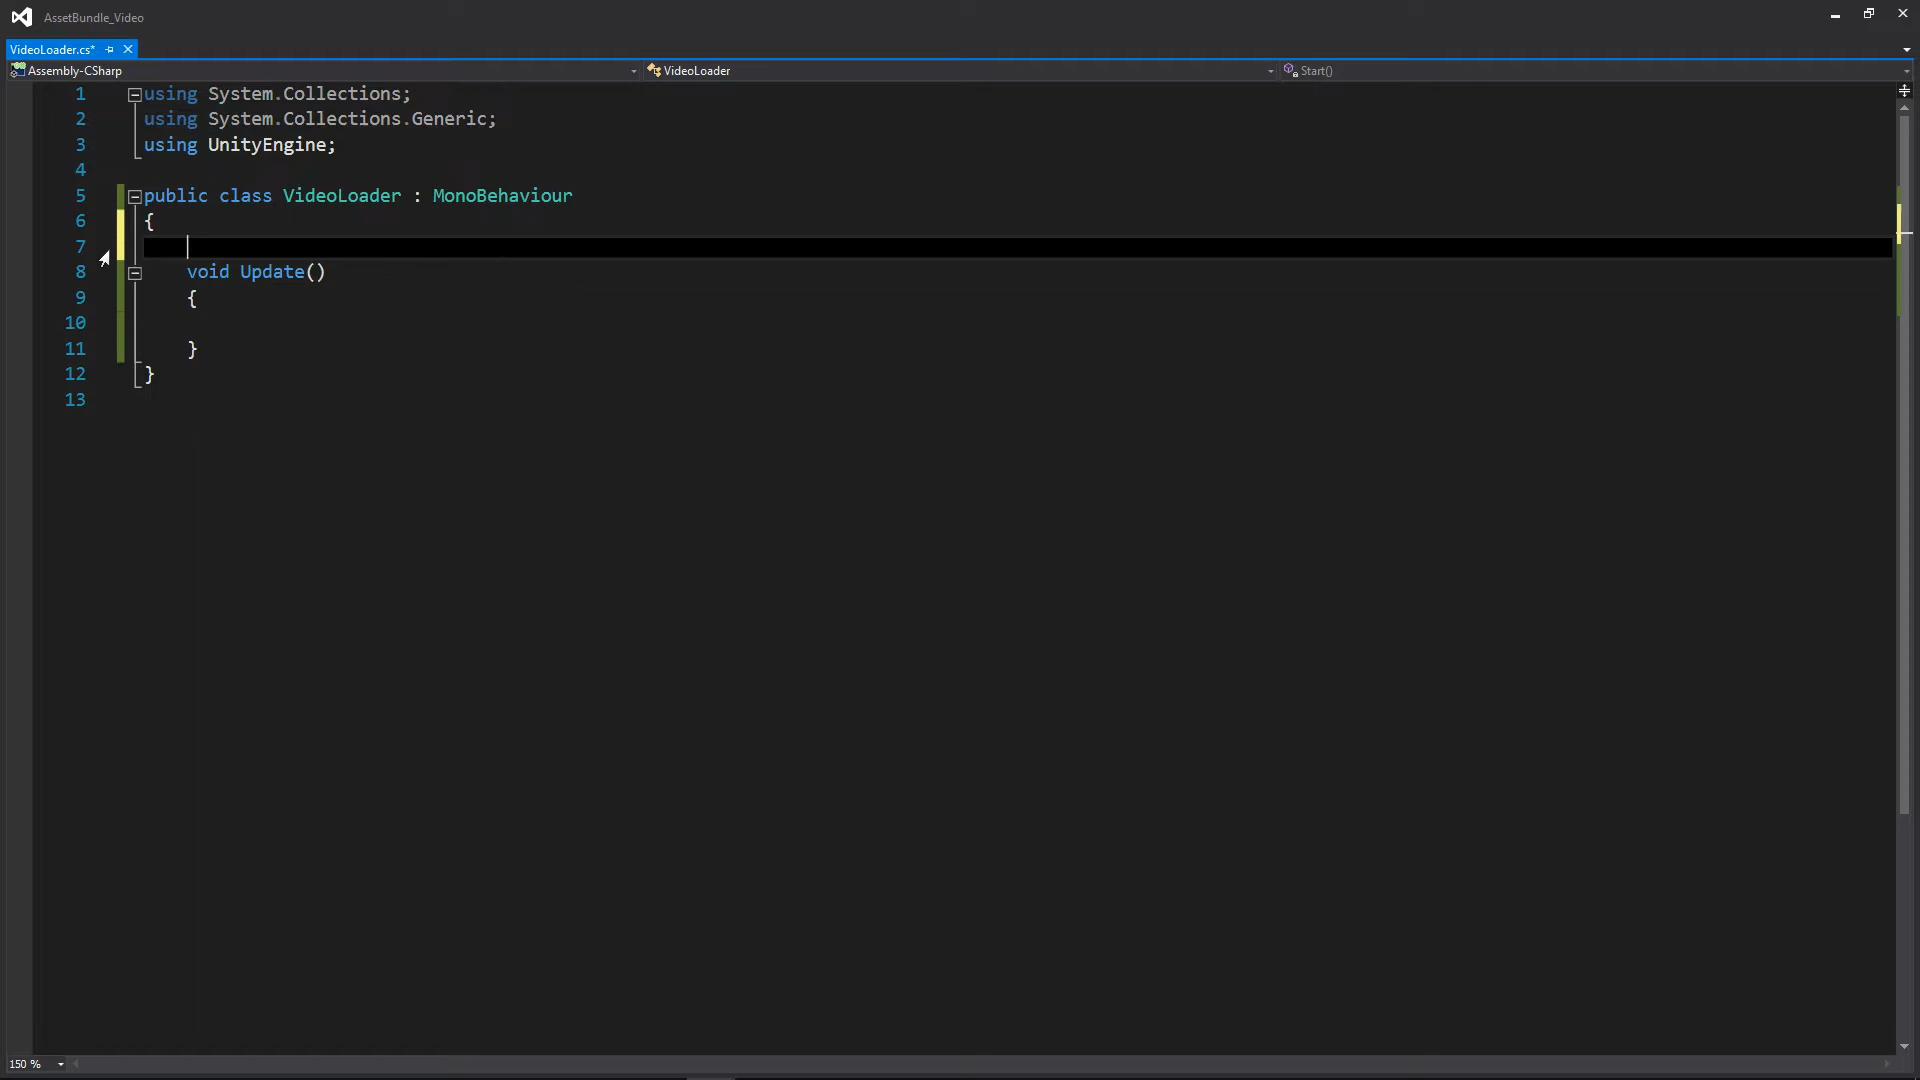 AssetBundle_Video
VideoLoader.cs*
Assembly-CSharp VideoLoader Start()
1 using System.Collections;
2 using System.Collections.Generic;
3 using UnityEngine;
4
5 public class VideoLoader : MonoBehaviour
6 {
7
8 void Update()
9 {
10
11 }
12 }
13
150 %